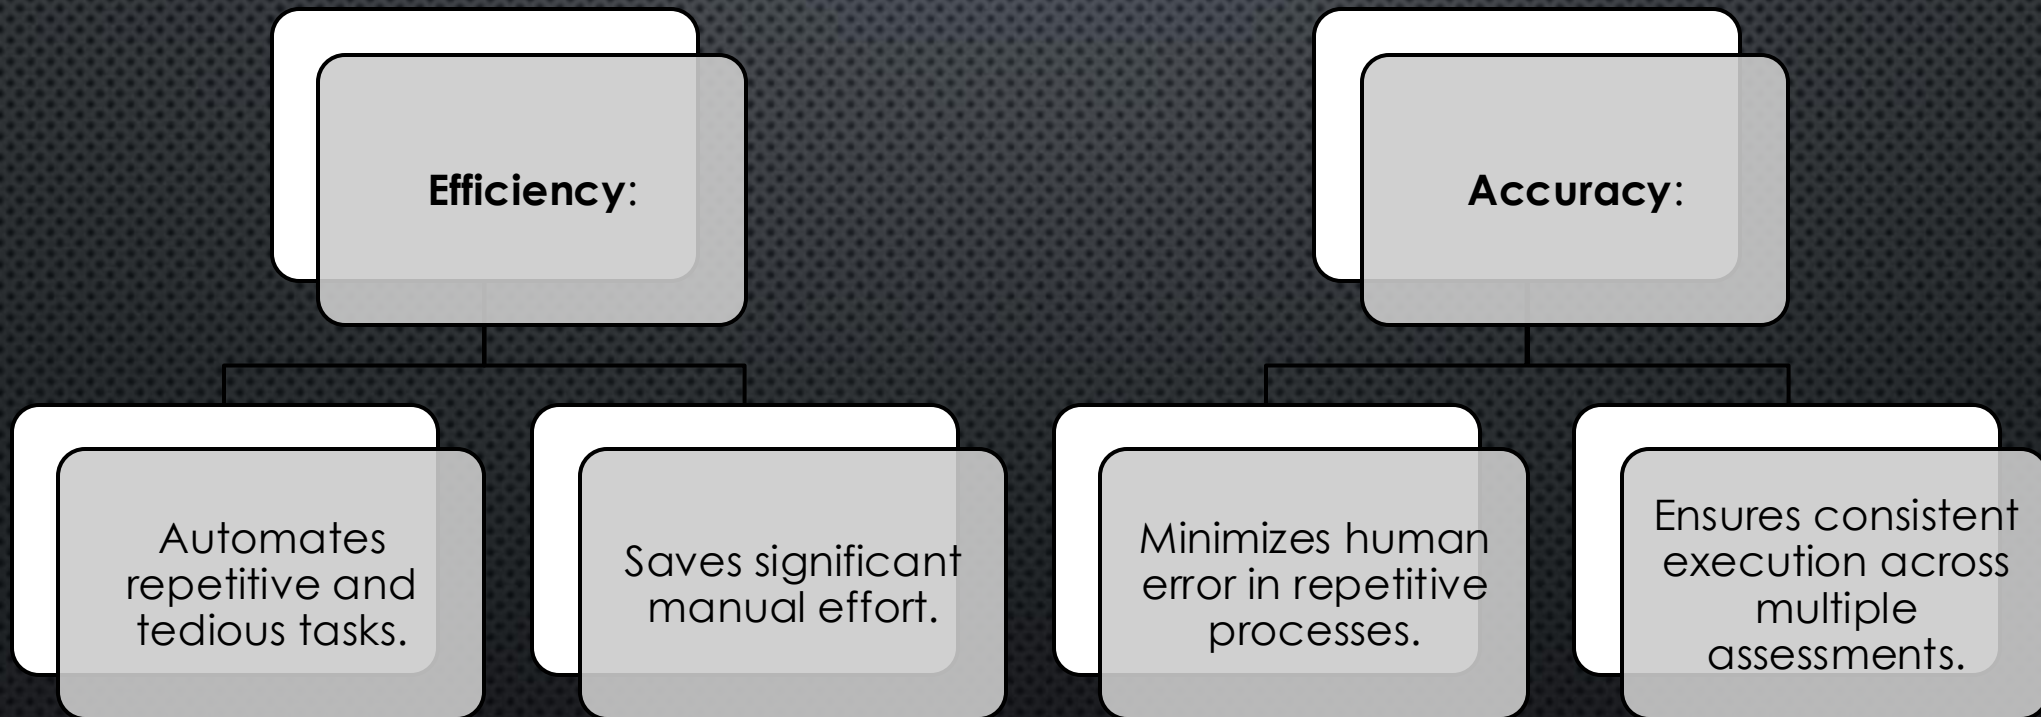 Efficiency:
Accuracy:
Automates
repetitive and
tedious tasks.
Saves significant
manual effort.
Minimizes human
error in repetitive
processes.
Ensures consistent
execution across
multiple
assessments.